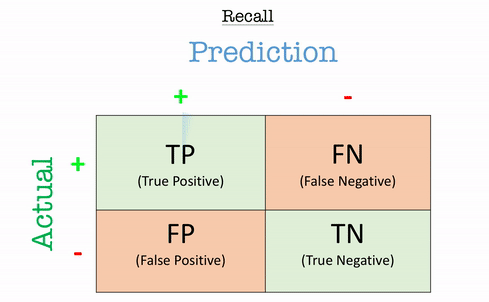 Recall
Prediction
+ -
Actual
+
TP
(True Positive)
FN
(False Negative)
-
FP
(False Positive)
TN
(True Negative)